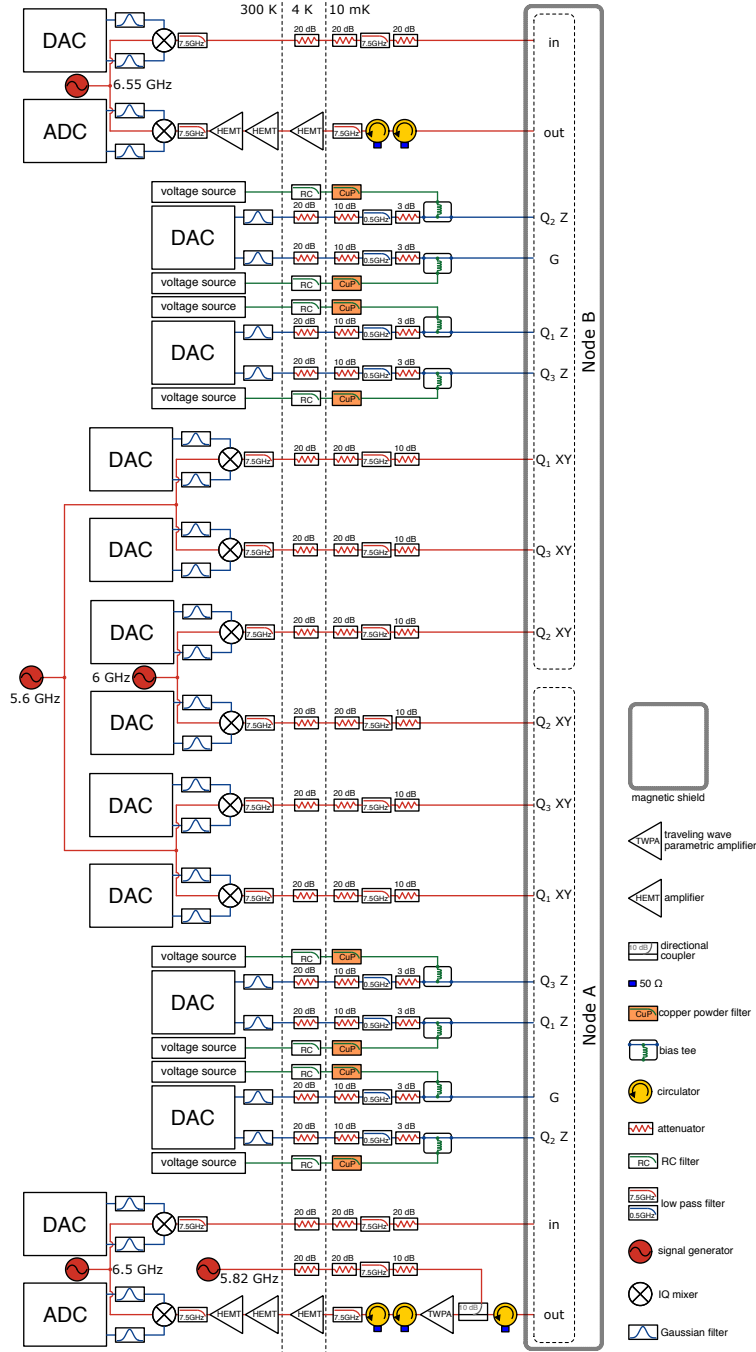 300 K 4 K 10 mK
DAC 7.5GHz 20 dB 20 dB 7.5GHz 20 dB in
6.55 GHz
ADC 7.5GHz HEMT HEMT HEMT 7.5GHz out
voltage source RC CuP
20 dB 10 dB 0.5GHz 3 dB Q₂ Z
DAC
20 dB 10 dB 0.5GHz 3 dB G
voltage source RC CuP
voltage source RC CuP
20 dB 10 dB 0.5GHz 3 dB Q₁ Z
DAC
20 dB 10 dB 0.5GHz 3 dB Q₃ Z
voltage source RC CuP
Node B
DAC 7.5GHz 20 dB 20 dB 7.5GHz 10 dB Q₁ XY
DAC 7.5GHz 20 dB 20 dB 7.5GHz 10 dB Q₃ XY
DAC 7.5GHz 20 dB 20 dB 7.5GHz 10 dB Q₂ XY
5.6 GHz 6 GHz
DAC 7.5GHz 20 dB 20 dB 7.5GHz 10 dB Q₂ XY
DAC 7.5GHz 20 dB 20 dB 7.5GHz 10 dB Q₃ XY
DAC 7.5GHz 20 dB 20 dB 7.5GHz 10 dB Q₁ XY
voltage source RC CuP
20 dB 10 dB 0.5GHz 3 dB Q₃ Z
DAC
20 dB 10 dB 0.5GHz 3 dB Q₁ Z
voltage source RC CuP
voltage source RC CuP
20 dB 10 dB 0.5GHz 3 dB G
DAC
20 dB 10 dB 0.5GHz 3 dB Q₂ Z
voltage source RC CuP
Node A
DAC 7.5GHz 20 dB 20 dB 7.5GHz 20 dB in
6.5 GHz 5.82 GHz 20 dB 20 dB 7.5GHz 10 dB
ADC 7.5GHz HEMT HEMT HEMT 7.5GHz TWPA 10 dB out
magnetic shield
TWPA traveling wave
parametric amplifier
HEMT amplifier
10 dB directional
coupler
50 Ω
CuP copper powder filter
bias tee
circulator
attenuator
RC RC filter
7.5GHz
0.5GHz low pass filter
signal generator
IQ mixer
Gaussian filter